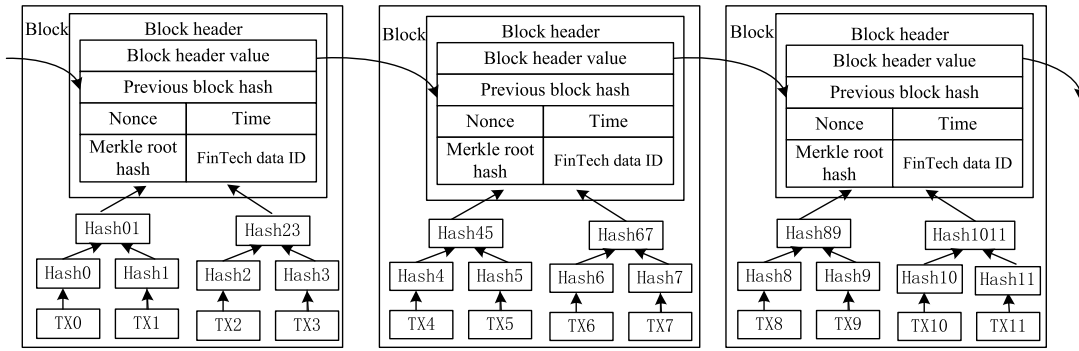 Block
Block header
Block header value
Previous block hash
Nonce
Time
Merkle root
hash
FinTech data ID
Hash01
Hash23
Hash0
Hash1
Hash2
Hash3
TX0
TX1
TX2
TX3
Block
Block header
Block header value
Previous block hash
Nonce
Time
Merkle root
hash
FinTech data ID
Hash45
Hash67
Hash4
Hash5
Hash6
Hash7
TX4
TX5
TX6
TX7
Block
Block header
Block header value
Previous block hash
Nonce
Time
Merkle root
hash
FinTech data ID
Hash89
Hash1011
Hash8
Hash9
Hash10
Hash11
TX8
TX9
TX10
TX11